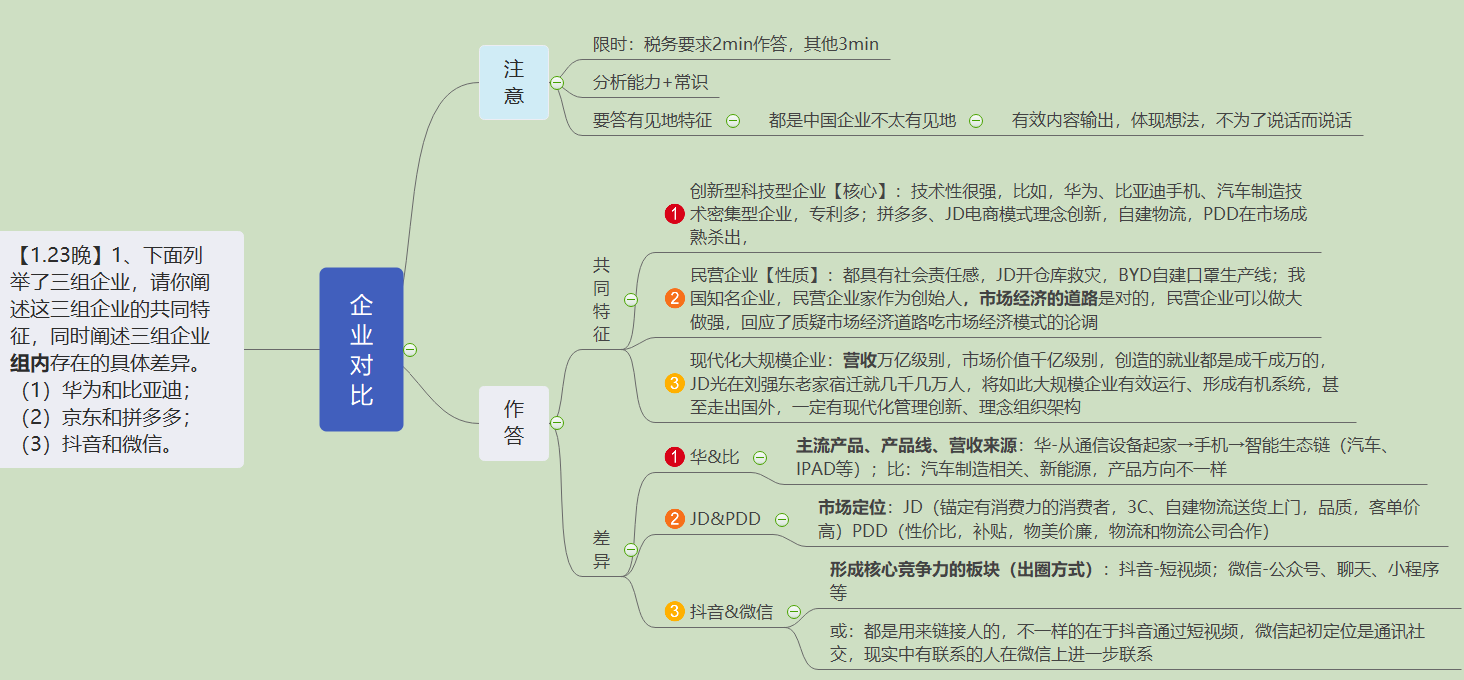 【1.23晚】1、下面列
举了三组企业，请你阐
述这三组企业的共同特
征，同时阐述三组企业
组内存在的具体差异。
（1）华为和比亚迪；
（2）京东和拼多多；
（3）抖音和微信。
企
业
对
比
注
意
限时：税务要求2min作答，其他3min
分析能力+常识
要答有见地特征
都是中国企业不太有见地
有效内容输出，体现想法，不为了说话而说话
作
答
共
同
特
征
1
创新型科技型企业【核心】：技术性很强，比如，华为、比亚迪手机、汽车制造技
术密集型企业，专利多；拼多多、JD电商模式理念创新，自建物流，PDD在市场成
熟杀出，
2
民营企业【性质】：都具有社会责任感，JD开仓库救灾，BYD自建口罩生产线；我
国知名企业，民营企业家作为创始人，市场经济的道路是对的，民营企业可以做大
做强，回应了质疑市场经济道路吃市场经济模式的论调
3
现代化大规模企业：营收万亿级别，市场价值千亿级别，创造的就业都是成千成万的，
JD光在刘强东老家宿迁就几千几万人，将如此大规模企业有效运行、形成有机系统，甚
至走出国外，一定有现代化管理创新、理念组织架构
差
异
1 华&比
主流产品、产品线、营收来源：华-从通信设备起家→手机→智能生态链（汽车、
IPAD等）；比：汽车制造相关、新能源，产品方向不一样
2 JD&PDD
市场定位：JD（锚定有消费力的消费者，3C、自建物流送货上门，品质，客单价
高）PDD（性价比，补贴，物美价廉，物流和物流公司合作）
3 抖音&微信
形成核心竞争力的板块（出圈方式）：抖音-短视频；微信-公众号、聊天、小程序
等
或：都是用来链接人的，不一样的在于抖音通过短视频，微信起初定位是通讯社
交，现实中有联系的人在微信上进一步联系